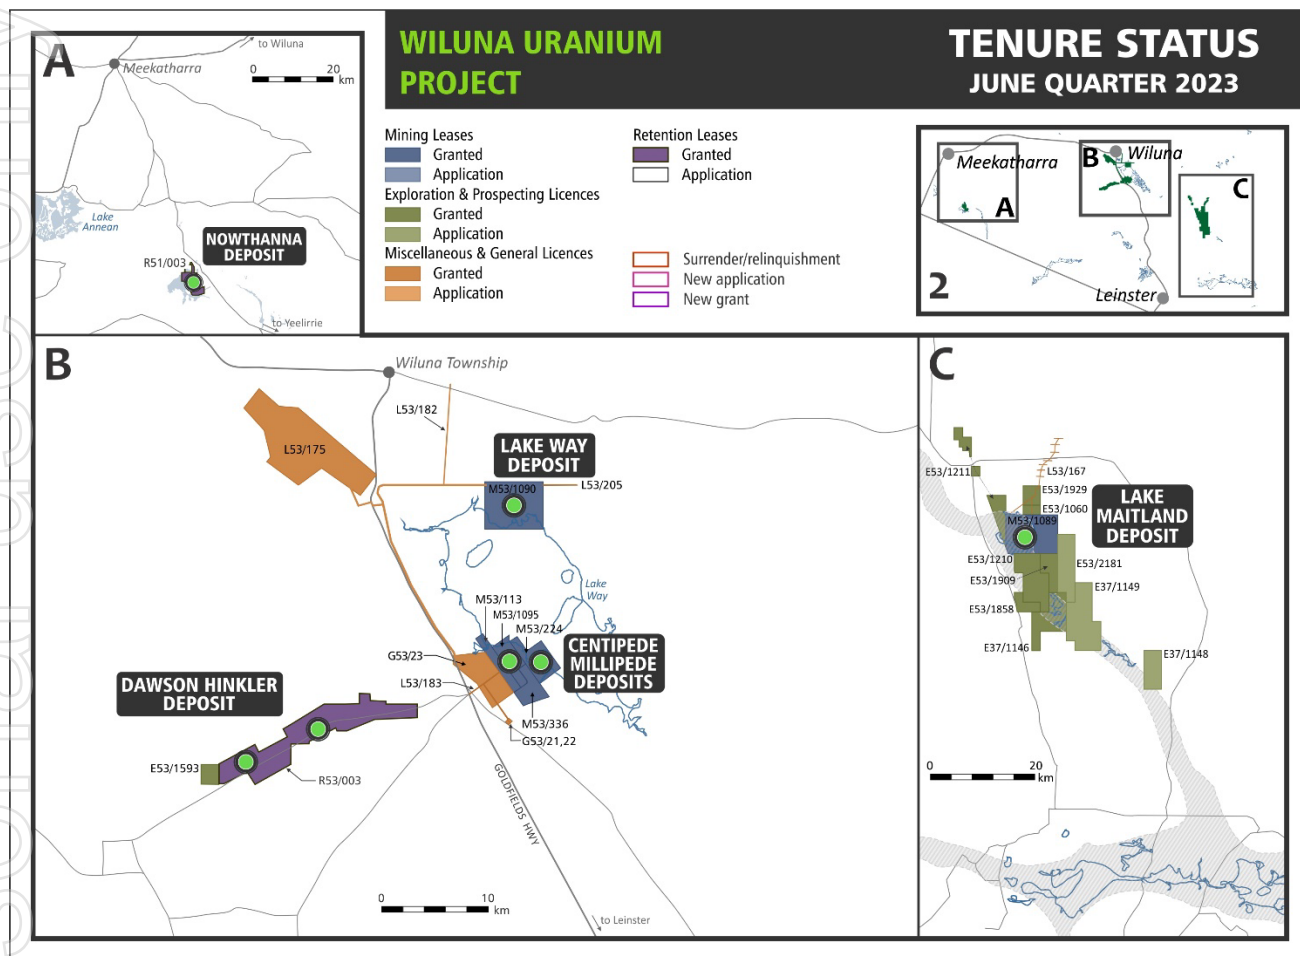 WILUNA URANIUM
PROJECT
TENURE STATUS
JUNE QUARTER 2023
A
to Wiluna
Meekatharra
0 20
km
Lake
Annean
NOWTHANNA
DEPOSIT
R51/003
to Yeelirrie
Mining Leases
Granted
Application
Exploration & Prospecting Licences
Granted
Application
Miscellaneous & General Licences
Granted
Application
Retention Leases
Granted
Application
Surrender/relinquishment
New application
New grant
Meekatharra
B
Wiluna
A
C
2
Leinster
B
Wiluna Township
L53/182
L53/175
LAKE WAY
DEPOSIT
M53/1090
L53/205
Lake
Way
M53/113
M53/1095
M53/224
G53/23
CENTIPEDE
MILLIPEDE
DEPOSITS
L53/183
M53/336
G53/21,22
DAWSON HINKLER
DEPOSIT
E53/1593
R53/003
GOLDFIELDS HWY
0 10
km
to Leinster
C
E53/1211
L53/167
E53/1929
E53/1060
M53/1089
LAKE
MAITLAND
DEPOSIT
E53/1210
E53/2181
E53/1909
E37/1149
E53/1858
E37/1146
E37/1148
0 20
km